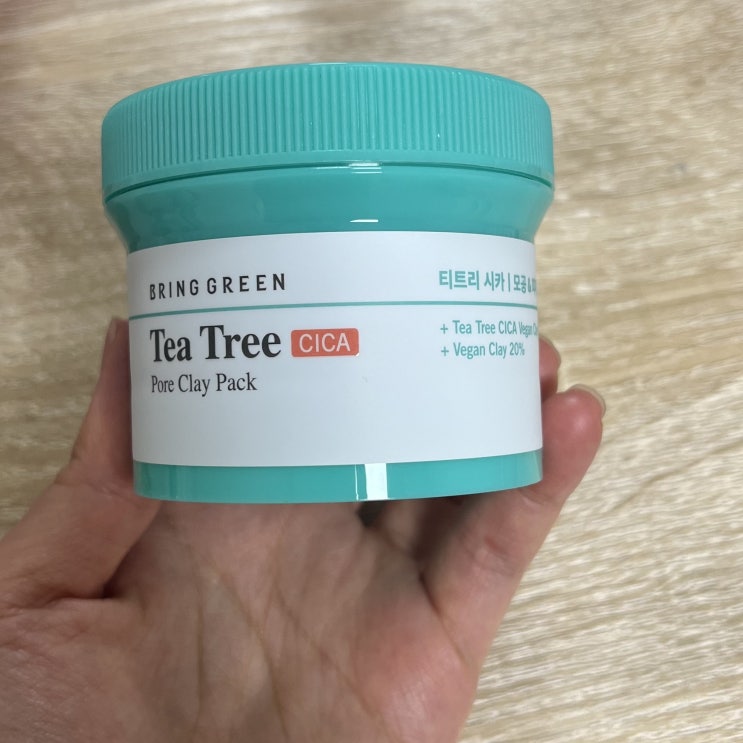 BRING GREEN
Tea Tree CICA
Pore Clay Pack
티트리 시카 | 모공 &
+ Tea Tree CICA Vegan
+ Vegan Clay 20%